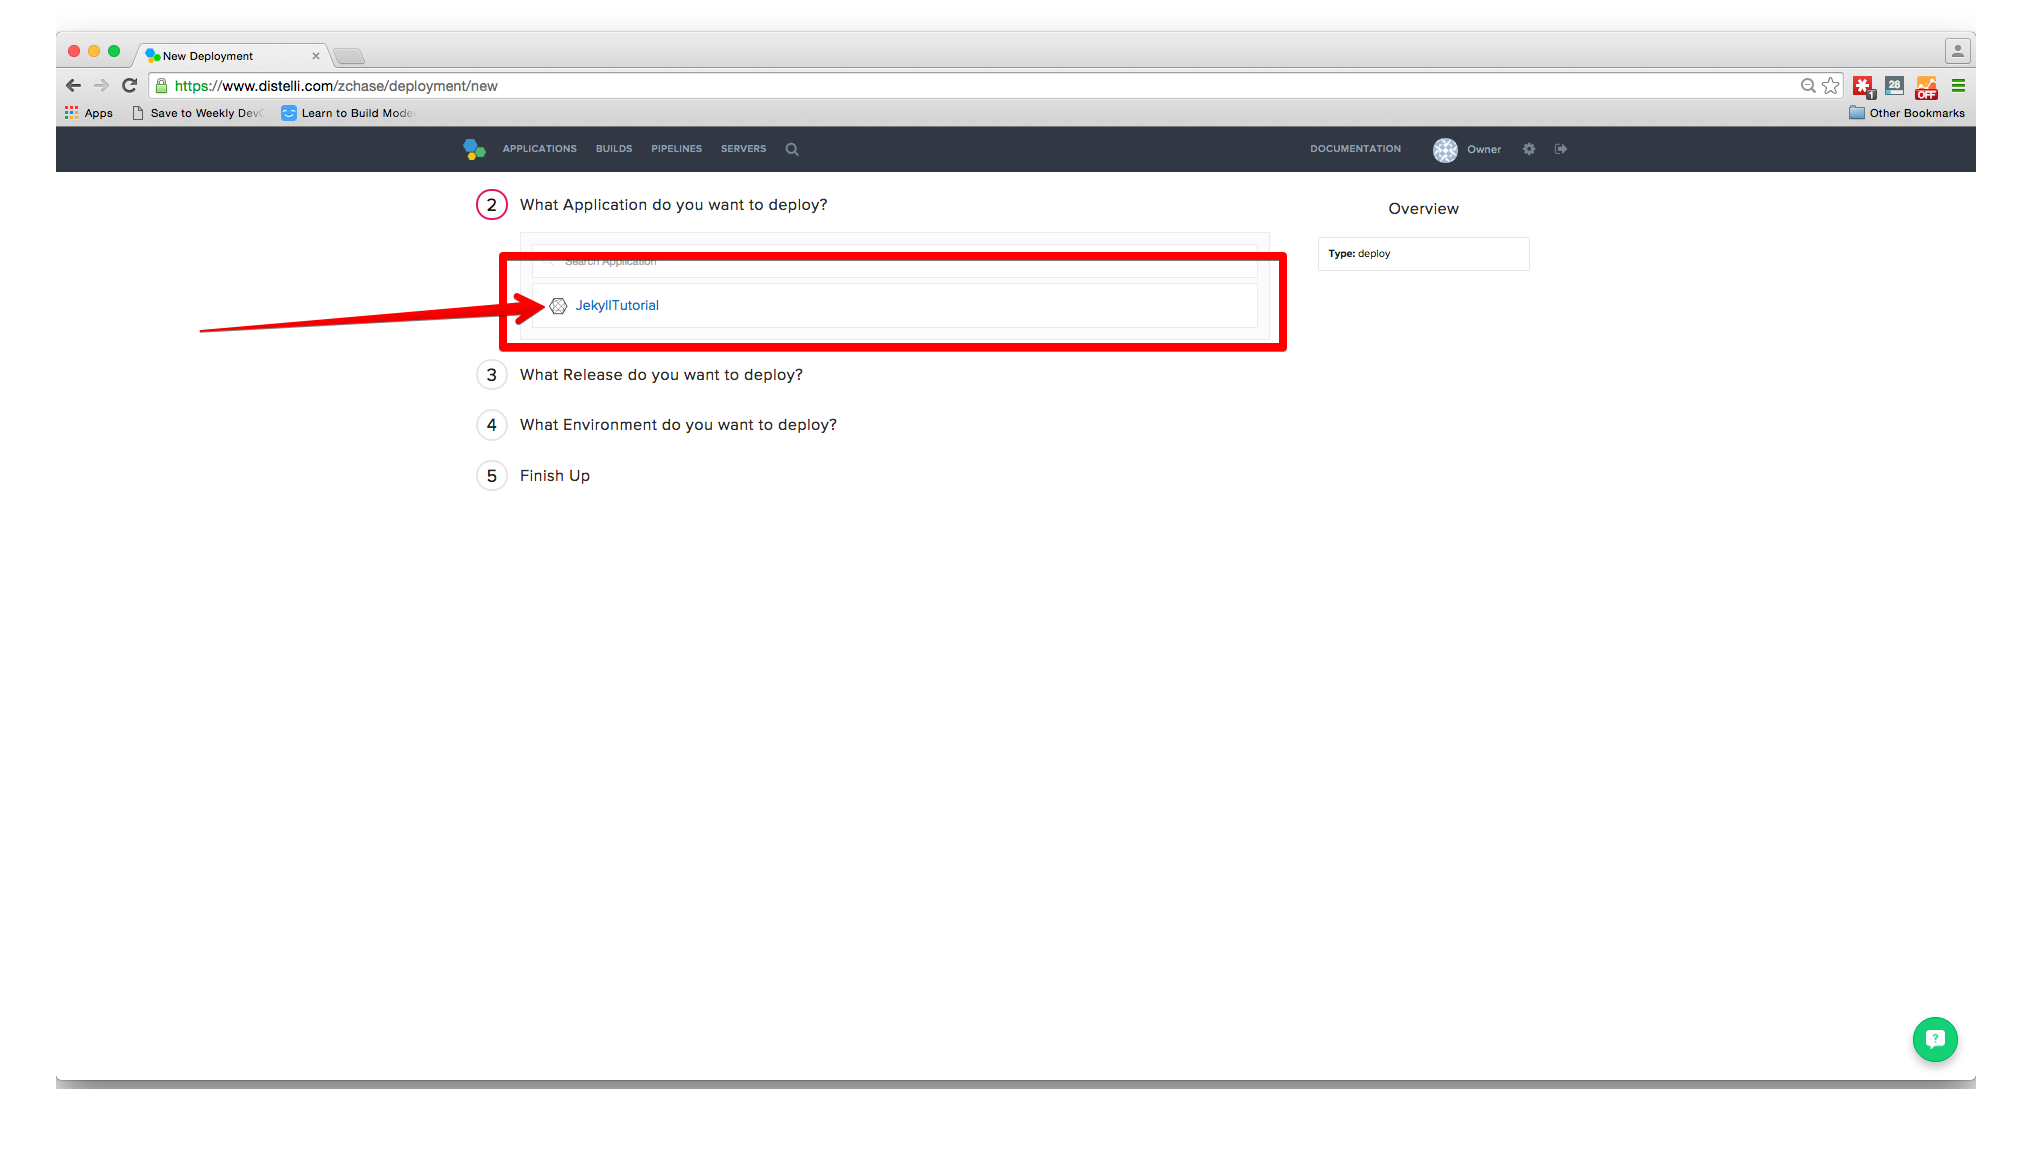 New Deployment
https://www.distelli.com/zchase/deployment/new
28
1
OFF
Apps
Save to Weekly Dev
Learn to Build Mode
Other Bookmarks
APPLICATIONS BUILDS PIPELINES SERVERS
DOCUMENTATION Owner
2 What Application do you want to deploy?
Overview
Search Application
Type: deploy
JekyllTutorial
3 What Release do you want to deploy?
4 What Environment do you want to deploy?
5 Finish Up
?